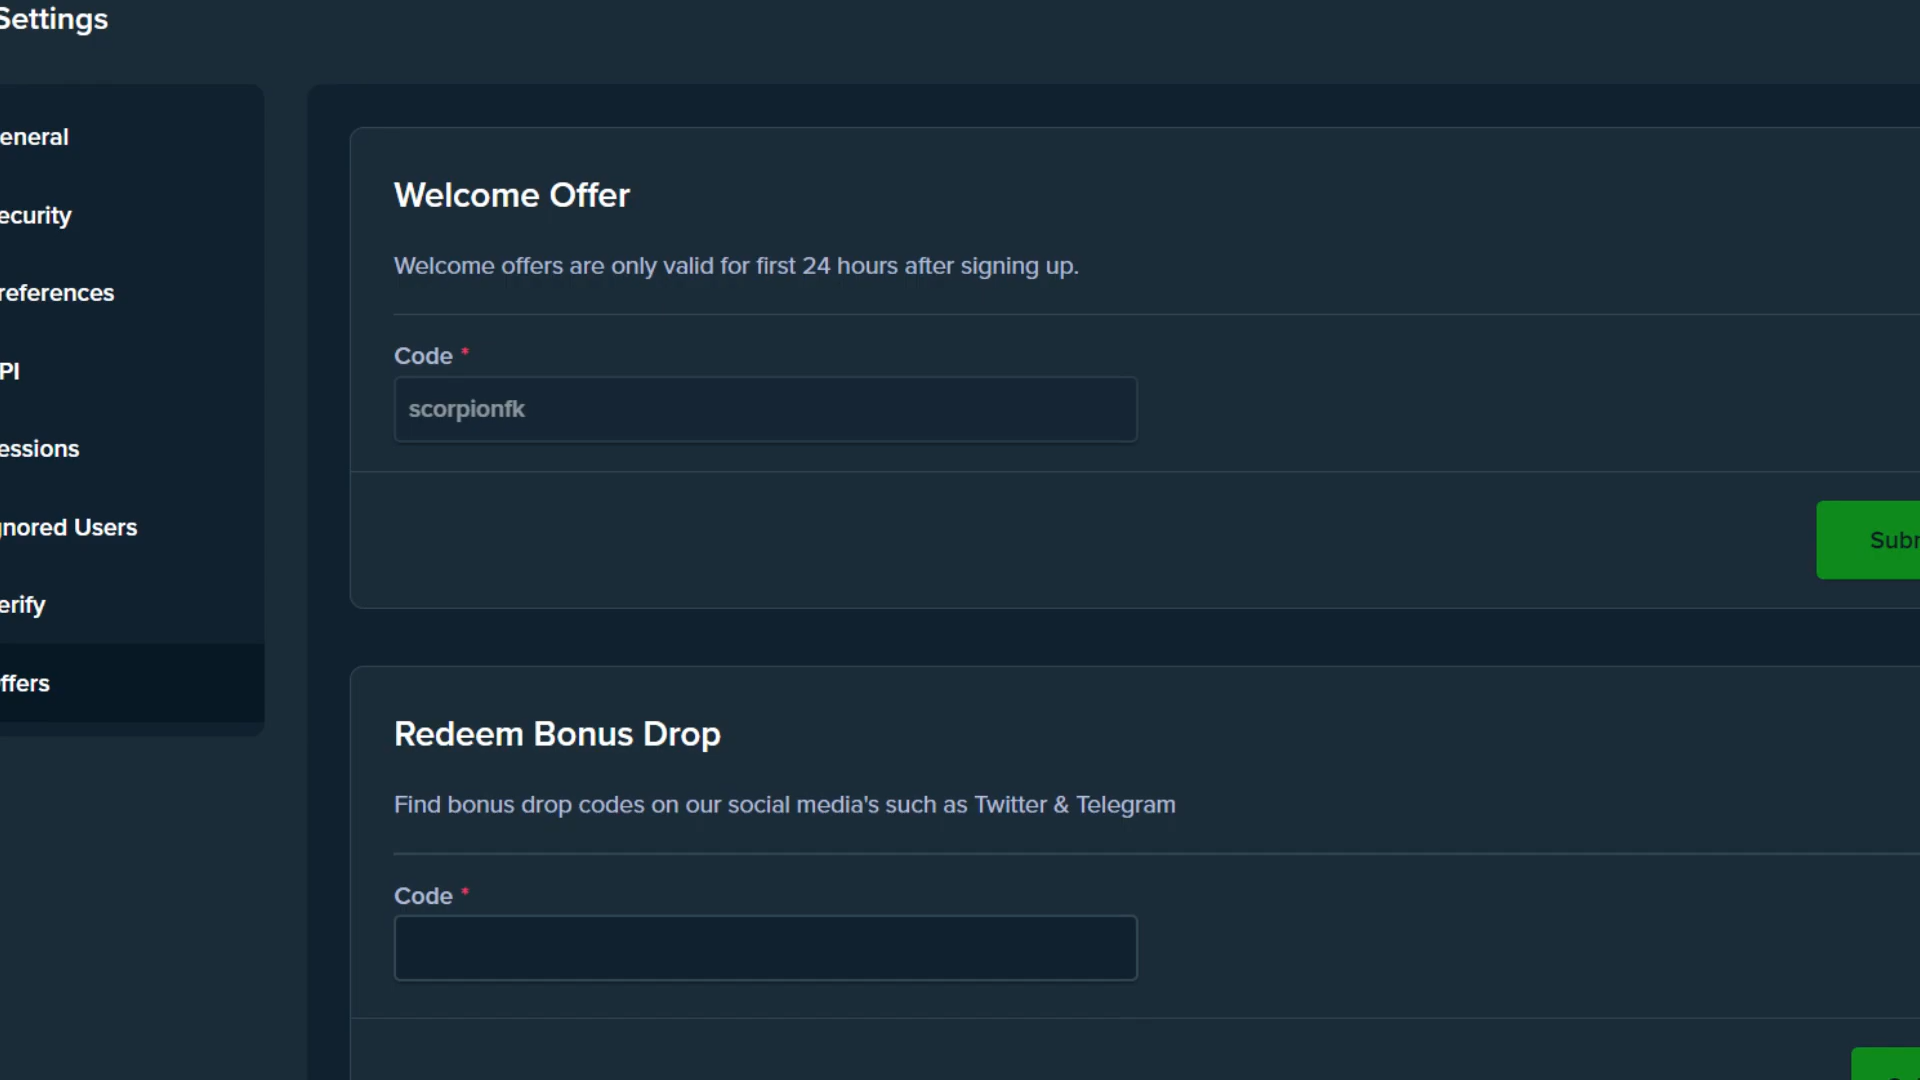 Settings
eneral
ecurity
references
PI
essions
gnored Users
erify
ffers
Welcome Offer
Welcome offers are only valid for first 24 hours after signing up.
Code *
scorpionfk
Subm
Redeem Bonus Drop
Find bonus drop codes on our social media's such as Twitter & Telegram
Code *